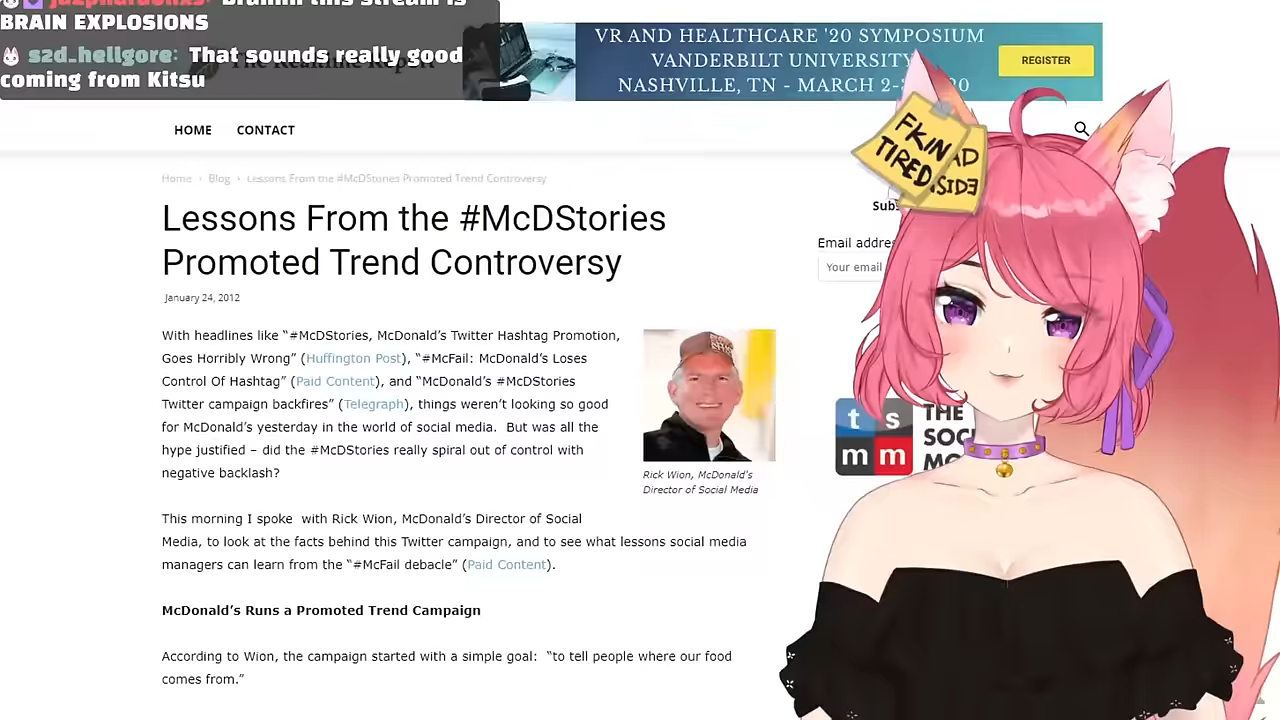 BRAIN EXPLOSIONS
s2d_hellgore: That sounds really good
coming from Kitsu
VR AND HEALTHCARE '20 SYMPOSIUM
VANDERBILT UNIVERSITY
NASHVILLE, TN - MARCH 2-
REGISTER
HOME
CONTACT
FKIN
TIRED
Home › Blog › Lessons From the #McDStories Promoted Trend Controversy
Lessons From the #McDStories
Promoted Trend Controversy
January 24, 2012
Email addre
Your email
With headlines like “#McDStories, McDonald’s Twitter Hashtag Promotion,
Goes Horribly Wrong” (Huffington Post), “#McFail: McDonald’s Loses
Control Of Hashtag” (Paid Content), and “McDonald’s #McDStories
Twitter campaign backfires” (Telegraph), things weren’t looking so good
for McDonald’s yesterday in the world of social media.  But was all the
hype justified – did the #McDStories really spiral out of control with
negative backlash?
Rick Wion, McDonald's
Director of Social Media
t s
m m
THE
This morning I spoke  with Rick Wion, McDonald’s Director of Social
Media, to look at the facts behind this Twitter campaign, and to see what lessons social media
managers can learn from the “#McFail debacle” (Paid Content).
McDonald’s Runs a Promoted Trend Campaign
According to Wion, the campaign started with a simple goal:  “to tell people where our food
comes from.”